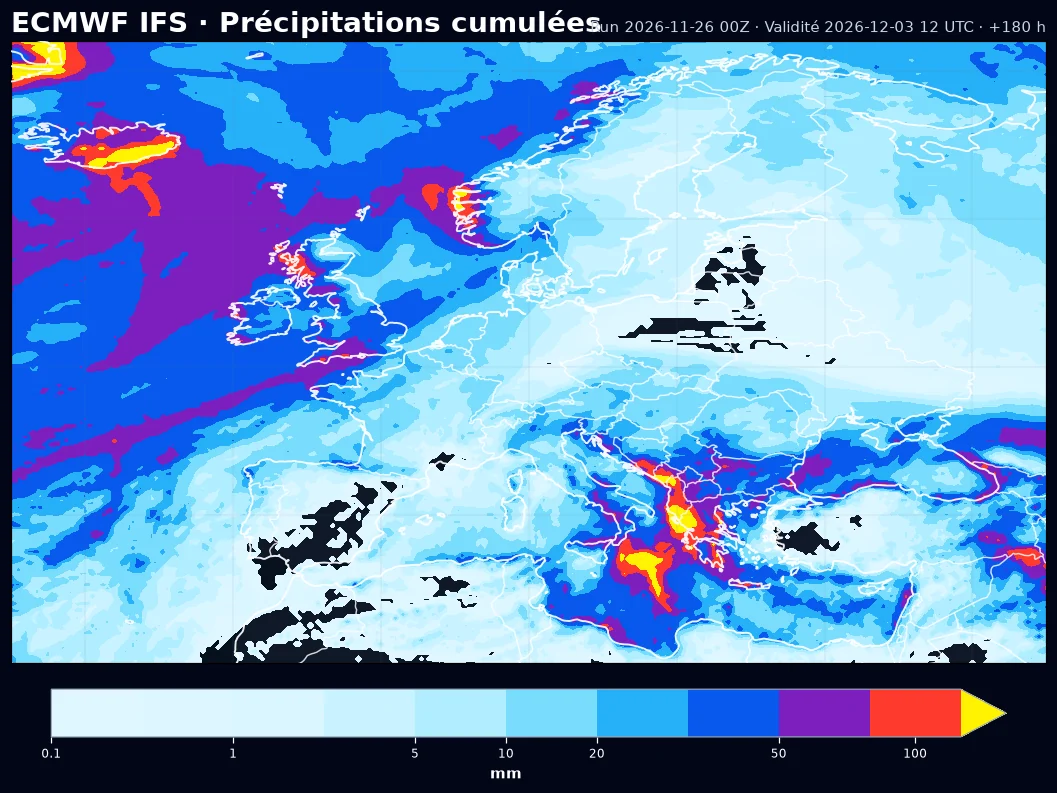 ECMWF IFS · Précipitations cumulées
Run 2026-11-26 00Z · Validité 2026-12-03 12 UTC · +180 h
0.1 1 5 10 20 50 100
mm